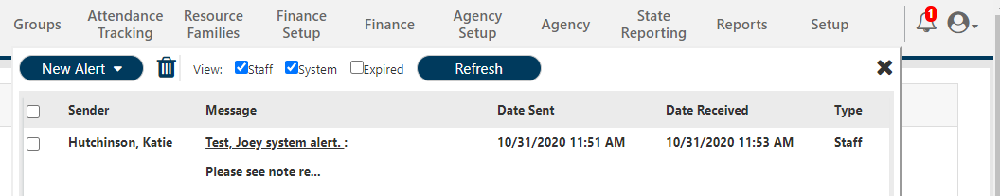 Groups Attendance Tracking Resource Families Finance Setup Finance Agency Setup Agency State Reporting Reports Setup 1
New Alert View: Staff System Expired Refresh
Sender Message Date Sent Date Received Type
Hutchinson, Katie Test, Joey system alert. : 10/31/2020 11:51 AM 10/31/2020 11:53 AM Staff
Please see note re...